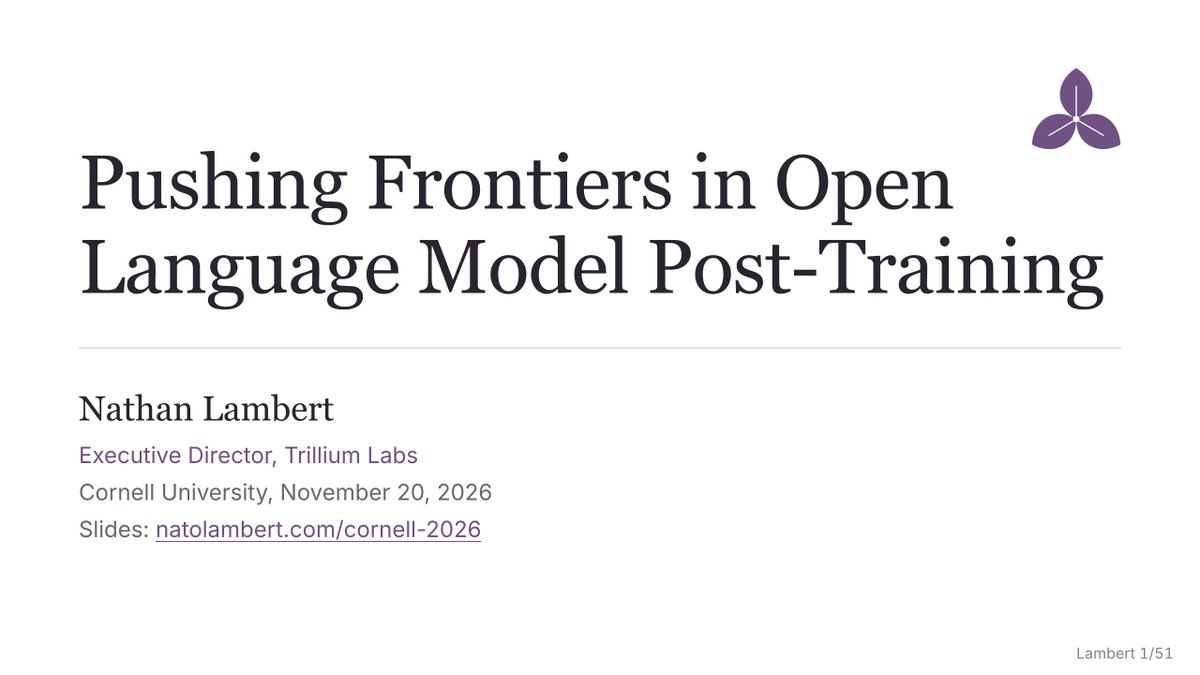 Pushing Frontiers in Open
Language Model Post-Training
Nathan Lambert
Executive Director, Trillium Labs
Cornell University, November 20, 2026
Slides: natolambert.com/cornell-2026
Lambert 1/51